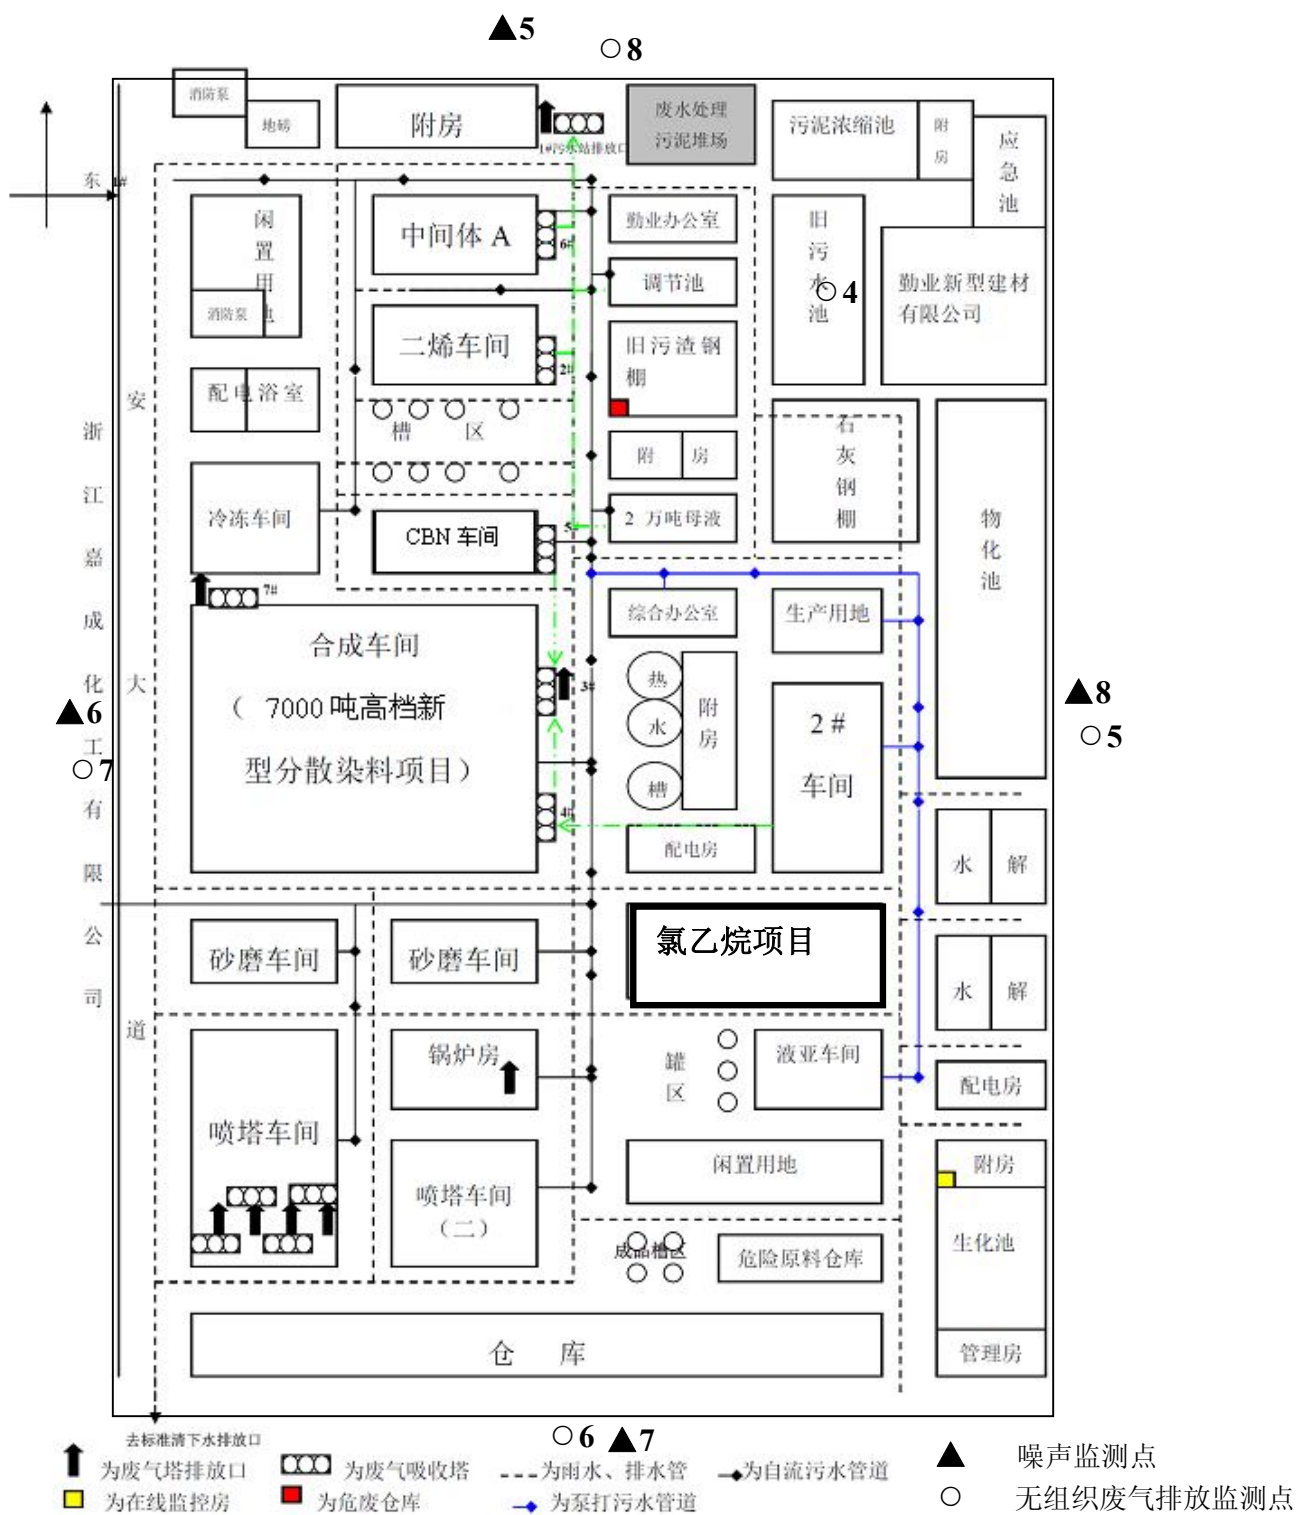 ▲5
○8
消防泵
地磅
附房
1#污水站排放口
废水处理
污泥堆场
污泥浓缩池
附房
应急池
东
1#
闲置用地
消防泵
中间体 A
6#
勤业办公室
调节池
旧污水池
○4
勤业新型建材
有限公司
二烯车间
2#
旧污渣钢
棚
配电浴室
槽 区
安大道
浙江嘉成化工有限公司
附 房
石灰钢棚
冷冻车间
CBN 车间
5#
2 万吨母液
物化池
7#
综合办公室
生产用地
合成车间
（ 7000 吨高档新
型分散染料项目）
3#
4#
热
水
槽
附房
2 #
车间
▲6
○7
▲8
○5
配电房
水 解
砂磨车间
砂磨车间
氯乙烷项目
水 解
锅炉房
罐区
液亚车间
配电房
喷塔车间
喷塔车间
（二）
闲置用地
附房
生化池
成品槽区
危险原料仓库
仓 库
管理房
○6 ▲7
去标准清下水排放口
为废气塔排放口
为废气吸收塔
为雨水、排水管
为自流污水管道
噪声监测点
为在线监控房
为危废仓库
为泵打污水管道
无组织废气排放监测点